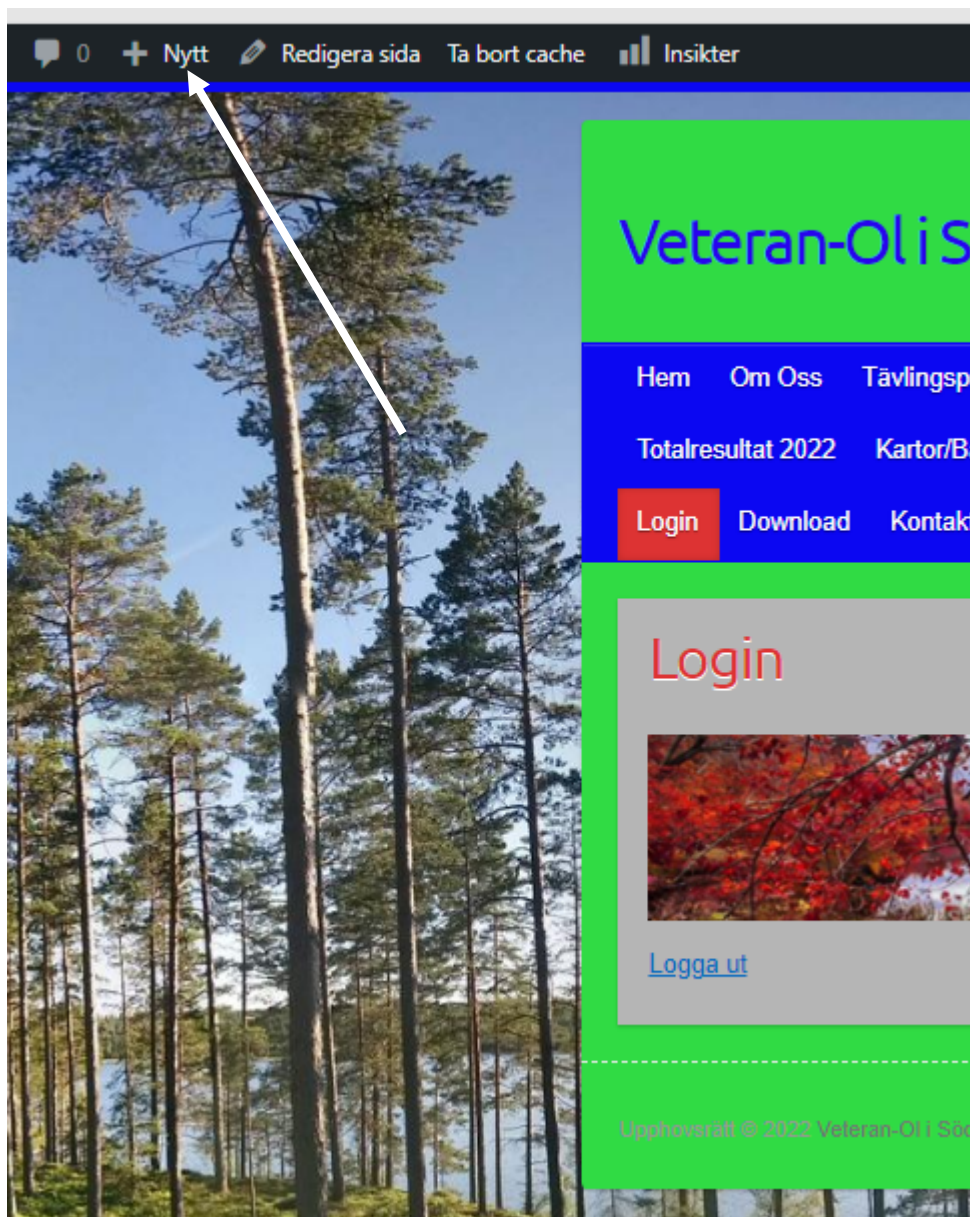 0 Nytt Redigera sida Ta bort cache Insikter
Veteran-Ol i S
Hem Om Oss Tävlingsp
Totalresultat 2022 Kartor/B
Login Download Kontak
Login
Logga ut
Upphovsrätt © 2022 Veteran-Ol i Söd